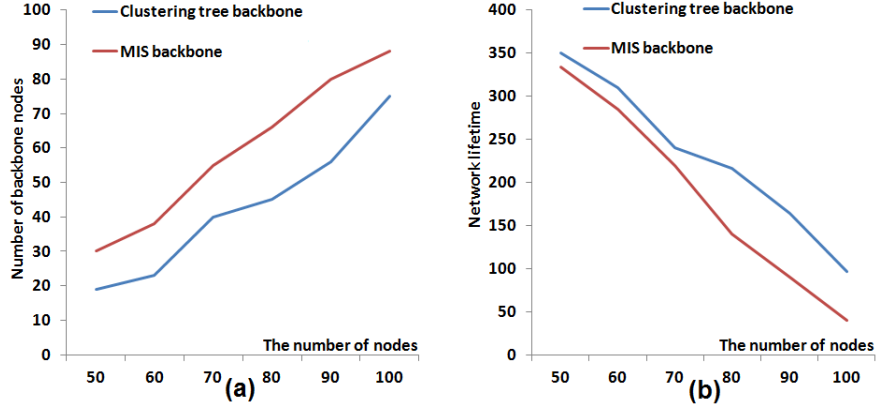 Clustering tree backbone
MIS backbone
Number of backbone nodes
100
90
80
70
60
50
40
30
20
10
0
The number of nodes
50 60 70 80 90 100
(a)
Clustering tree backbone
MIS backbone
Network lifetime
400
350
300
250
200
150
100
50
0
The number of nodes
50 60 70 80 90 100
(b)